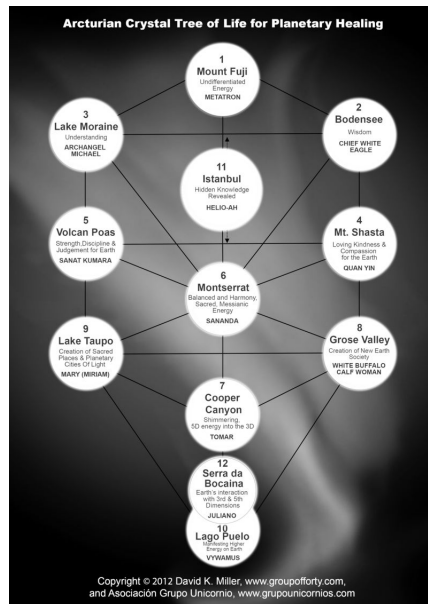 Arcturian Crystal Tree of Life for Planetary Healing
1
Mount Fuji
Undifferentiated
Energy
METATRON
3
Lake Moraine
Understanding
ARCHANGEL
MICHAEL
2
Bodensee
Wisdom
CHIEF WHITE
EAGLE
11
Istanbul
Hidden Knowledge
Revealed
HELIO-AH
5
Volcan Poas
Strength,Discipline &
Judgement for Earth
SANAT KUMARA
4
Mt. Shasta
Loving Kindness &
Compassion
for the Earth
QUAN YIN
6
Montserrat
Balanced and Harmony,
Sacred, Messianic
Energy
SANANDA
9
Lake Taupo
Creation of Sacred
Places & Planetary
Cities Of Light
MARY (MIRIAM)
8
Grose Valley
Creation of New Earth
Society
WHITE BUFFALO
CALF WOMAN
7
Cooper
Canyon
Shimmering,
5D energy into the 3D
TOMAR
12
Serra da
Bocaina
Earth's interaction
with 3rd & 5th
Dimensions
JULIANO
10
Lago Puelo
Manifesting Higher
Energy on Earth
VYWAMUS
Copyright © 2012 David K. Miller, www.groupofforty.com,
and Asociación Grupo Unicornio, www.grupounicornios.com